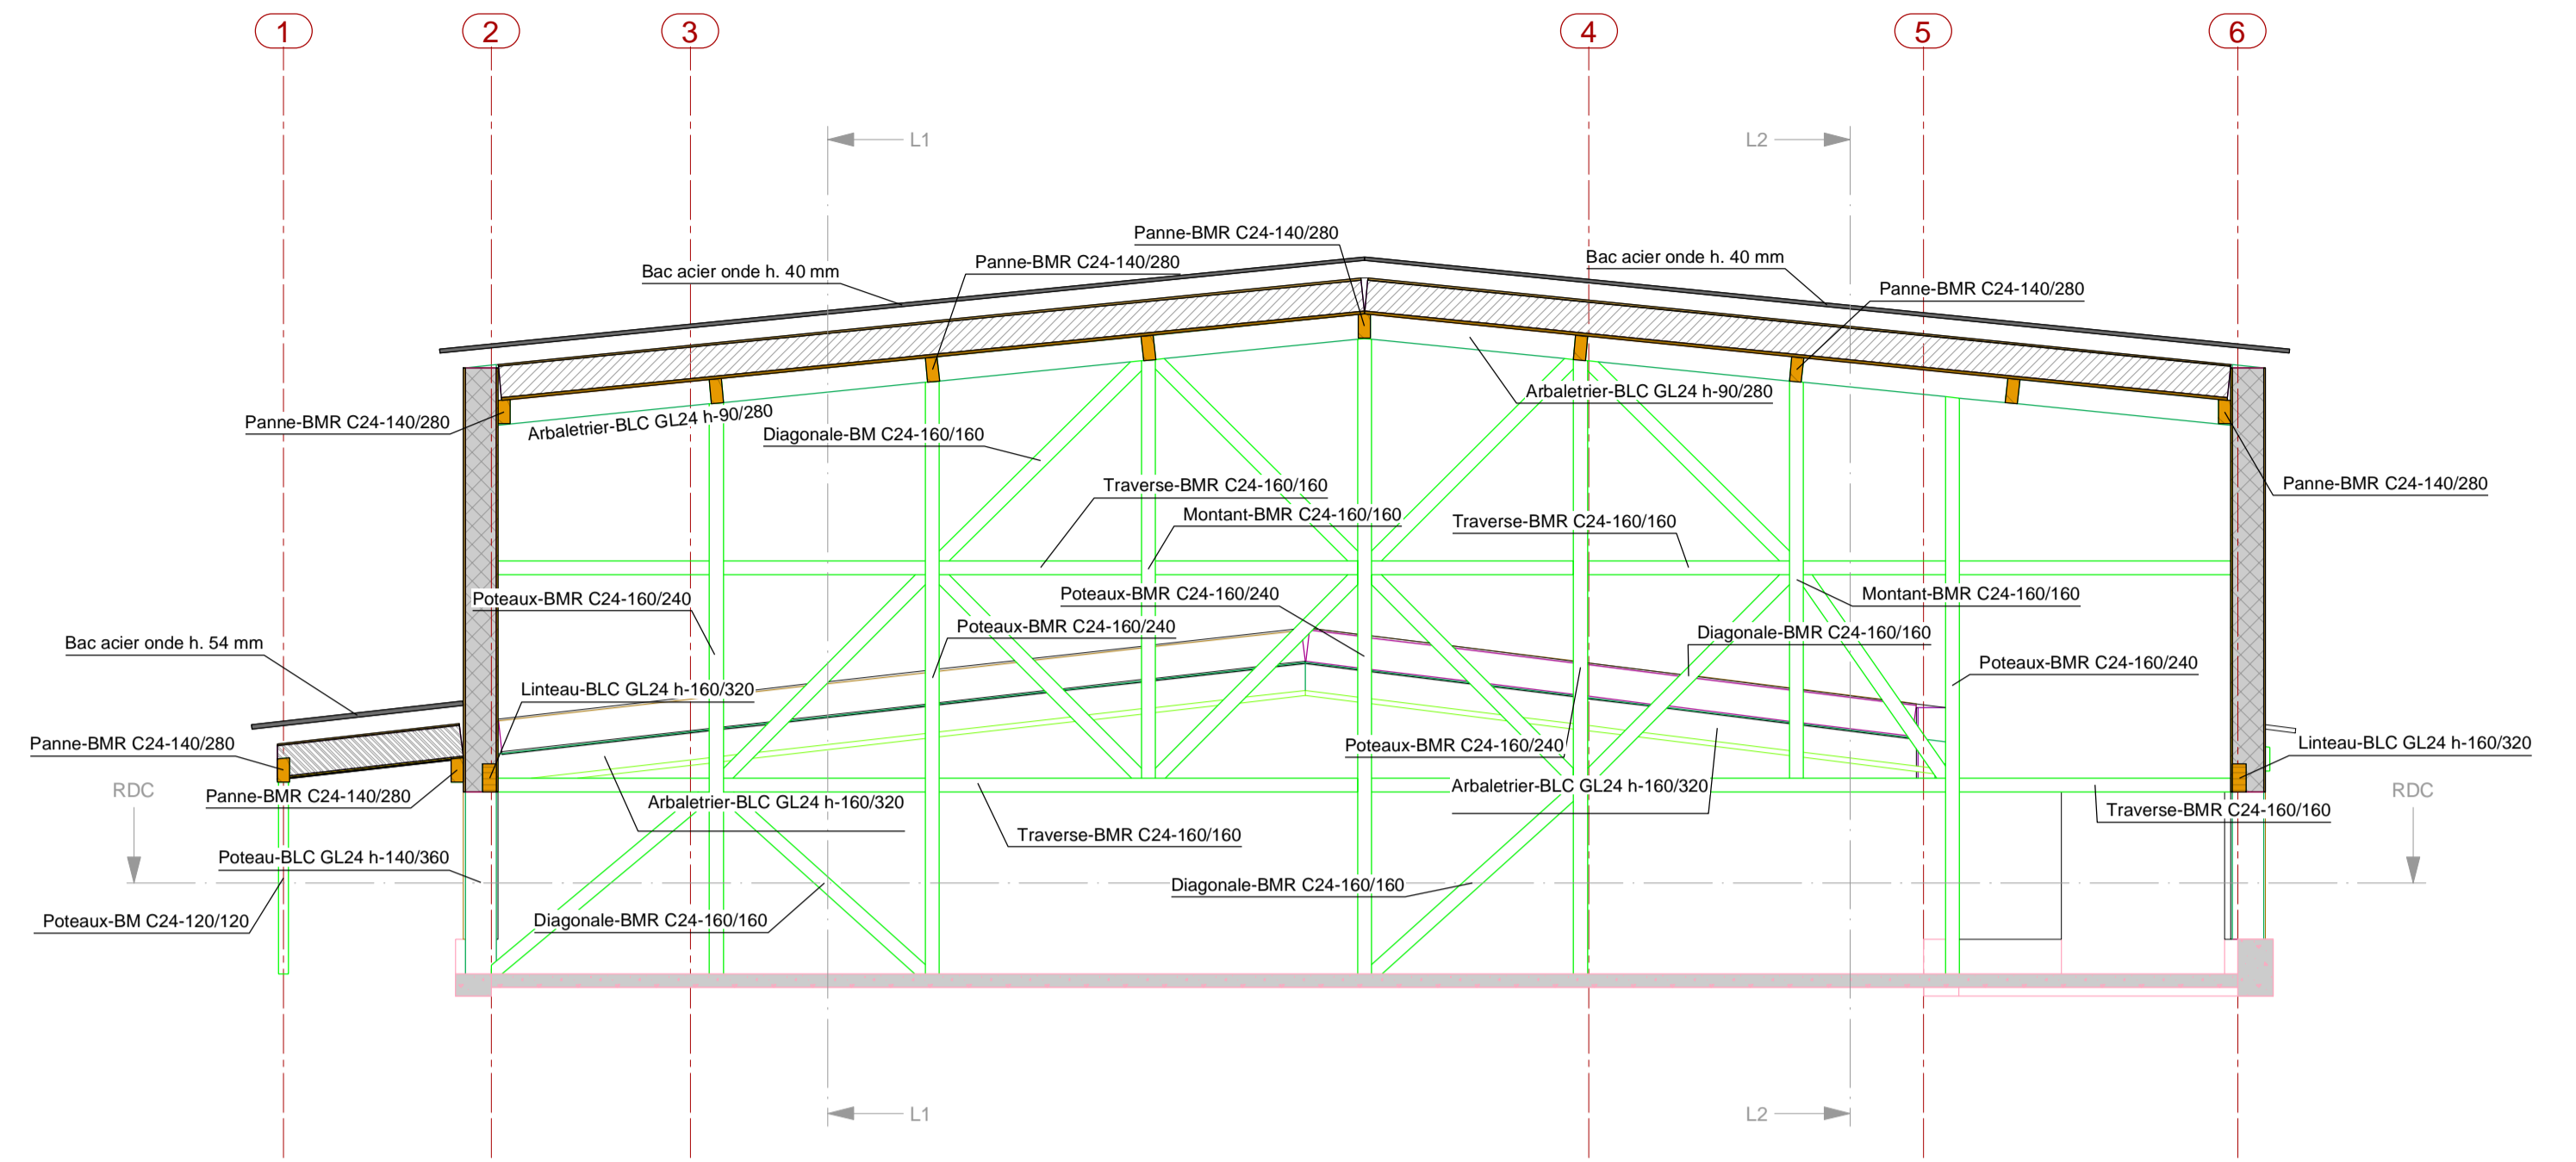 1
2
3
4
5
6
L1
L2
Panne-BMR C24-140/280
Panne-BMR C24-140/280
Bac acier onde h. 40 mm
Bac acier onde h. 40 mm
Panne-BMR C24-140/280
Arbaletrier-BLC GL24 h-90/280
Panne-BMR C24-140/280
Arbaletrier-BLC GL24 h-90/280
Diagonale-BM C24-160/160
Traverse-BMR C24-160/160
Panne-BMR C24-140/280
Montant-BMR C24-160/160
Traverse-BMR C24-160/160
Poteaux-BMR C24-160/240
Poteaux-BMR C24-160/240
Montant-BMR C24-160/160
Poteaux-BMR C24-160/240
Diagonale-BMR C24-160/160
Bac acier onde h. 54 mm
Poteaux-BMR C24-160/240
Linteau-BLC GL24 h-160/320
Panne-BMR C24-140/280
Poteaux-BMR C24-160/240
Linteau-BLC GL24 h-160/320
RDC
Panne-BMR C24-140/280
Arbaletrier-BLC GL24 h-160/320
Arbaletrier-BLC GL24 h-160/320
RDC
Traverse-BMR C24-160/160
Traverse-BMR C24-160/160
Poteau-BLC GL24 h-140/360
Diagonale-BMR C24-160/160
Poteaux-BM C24-120/120
Diagonale-BMR C24-160/160
L1
L2